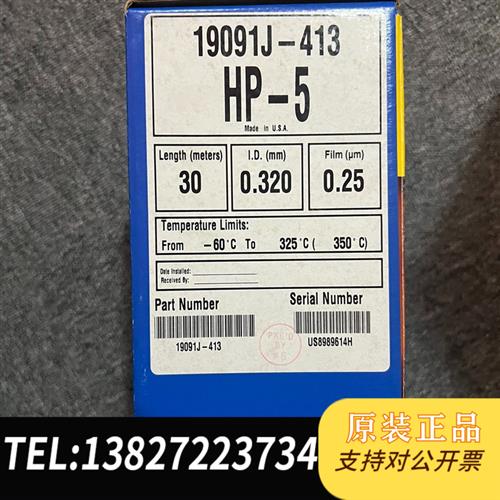 19091J-413
HP-5
Made in U.S.A.
Length (meters) I.D. (mm) Film (µm)
30 0.320 0.25
Temperature Limits:
From -60°C To 325°C ( 350°C)
Date Installed:
Received By:
Part Number Serial Number
19091J-413 US8989614H
PKG'D
BY
TEL:13827223734
原装正品
支持对公开票